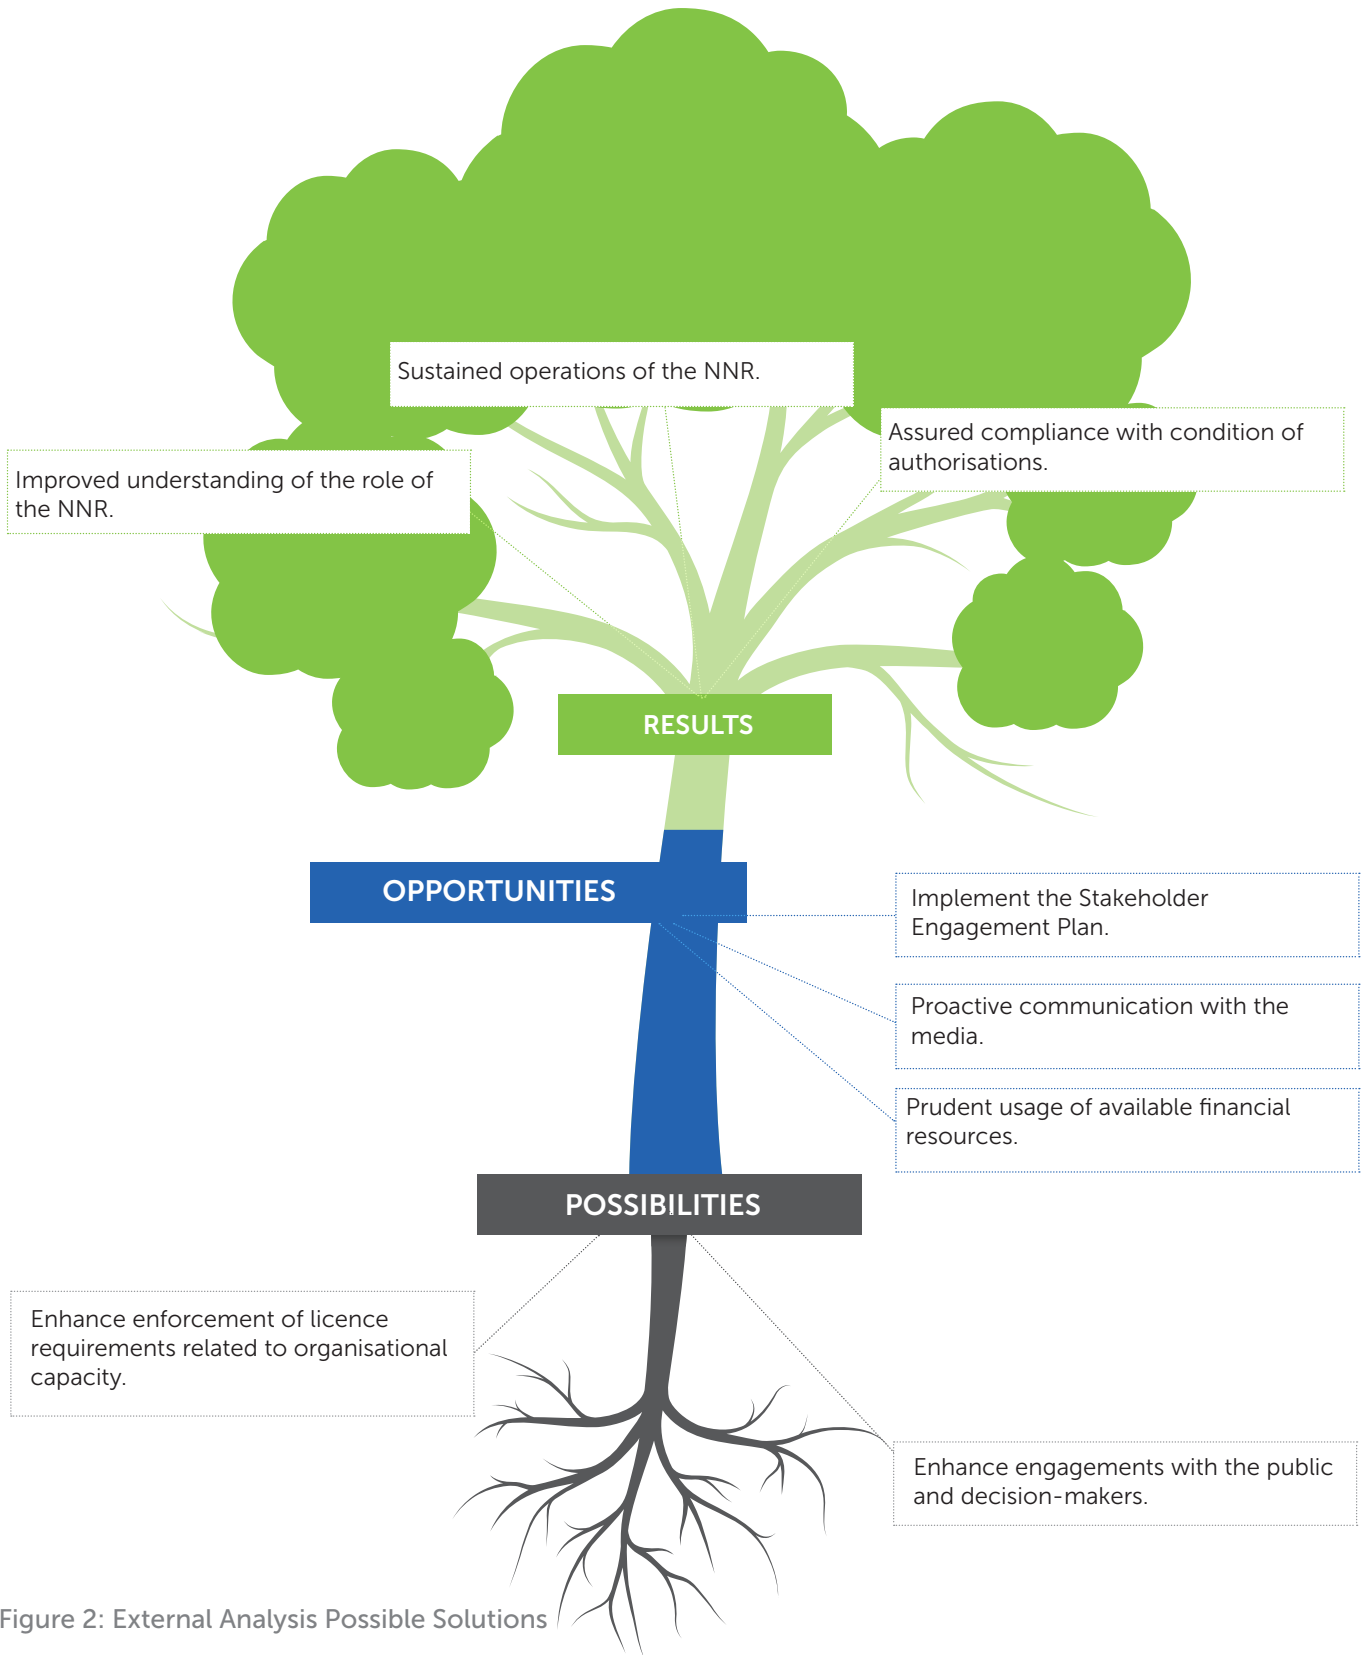 Sustained operations of the NNR.
Assured compliance with condition of
authorisations.
Improved understanding of the role of
the NNR.
RESULTS
OPPORTUNITIES
Implement the Stakeholder
Engagement Plan.
Proactive communication with the
media.
Prudent usage of available financial
resources.
POSSIBILITIES
Enhance enforcement of licence
requirements related to organisational
capacity.
Enhance engagements with the public
and decision-makers.
Figure 2: External Analysis Possible Solutions